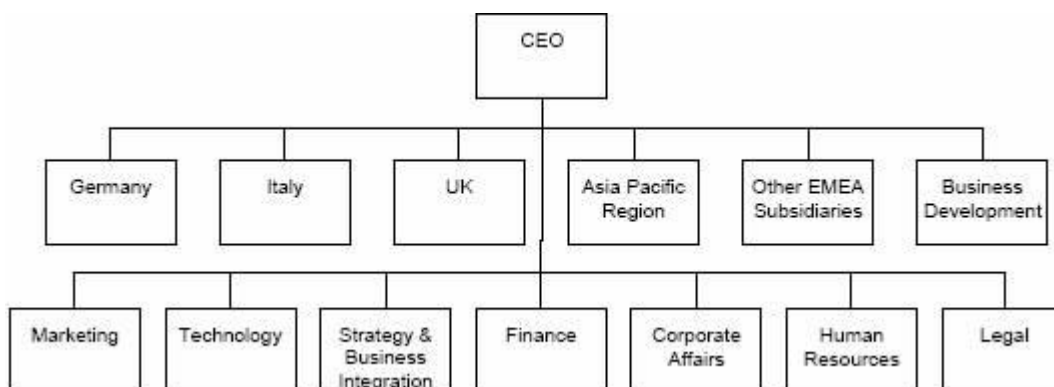 CEO
Germany
Italy
UK
Asia Pacific
Region
Other EMEA
Subsidiaries
Business
Development
Marketing
Technology
Strategy &
Business
Integration
Finance
Corporate
Affairs
Human
Resources
Legal